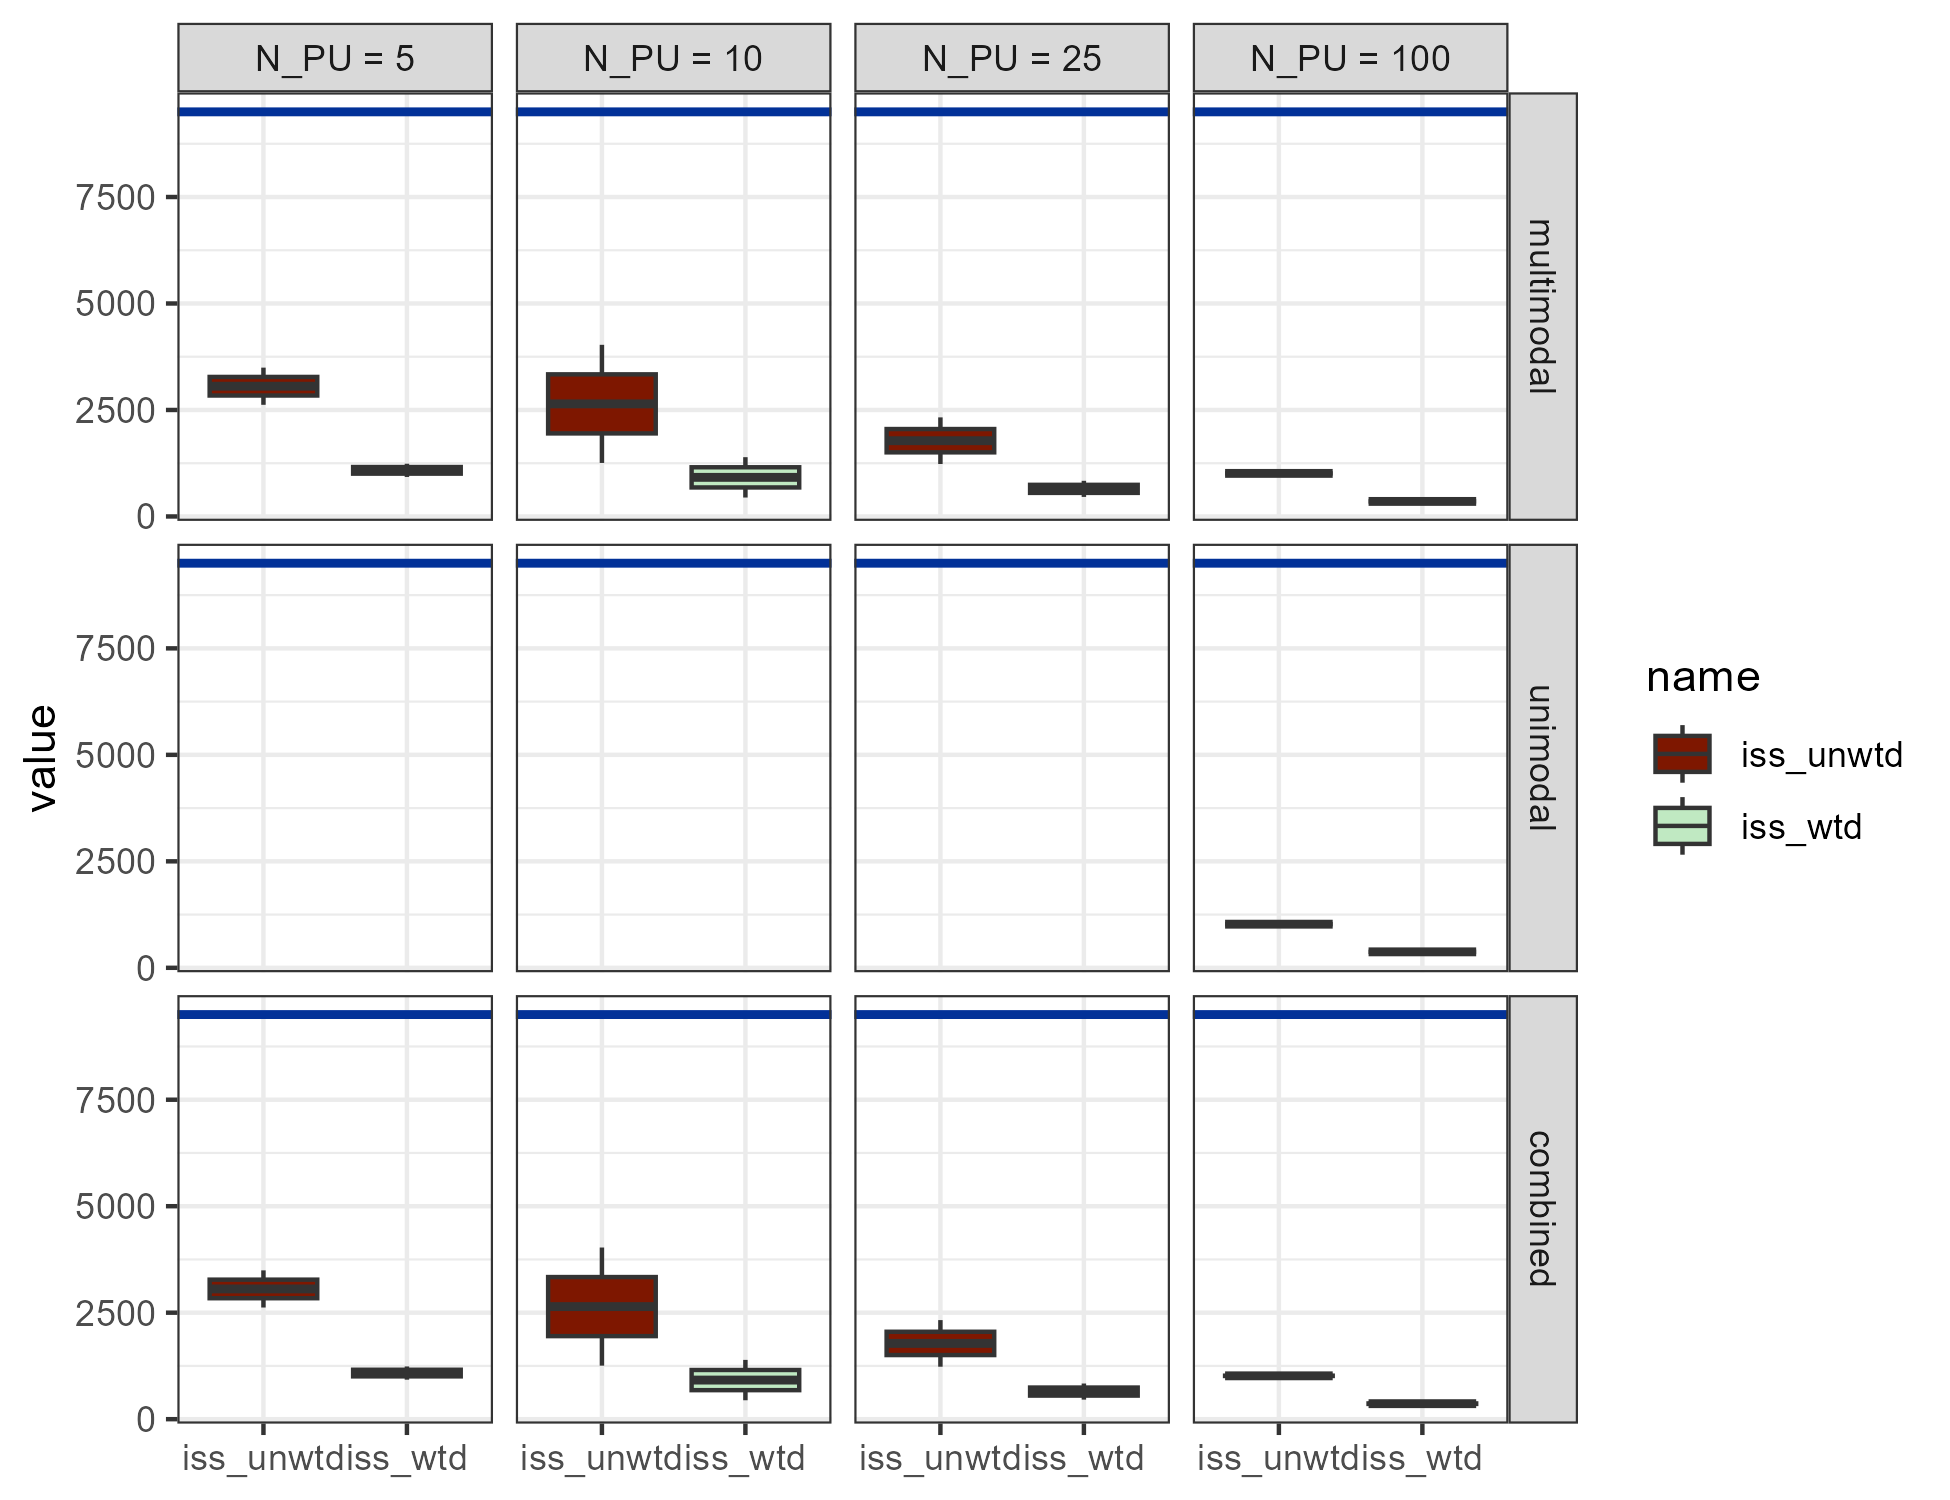 N_PU = 5
N_PU = 10
N_PU = 25
N_PU = 100
7500
5000
2500
0
multimodal
7500
5000
2500
0
unimodal
7500
5000
2500
0
combined
value
iss_unwtd
iss_wtd
iss_unwtd
iss_wtd
iss_unwtd
iss_wtd
iss_unwtd
iss_wtd
name
iss_unwtd
iss_wtd